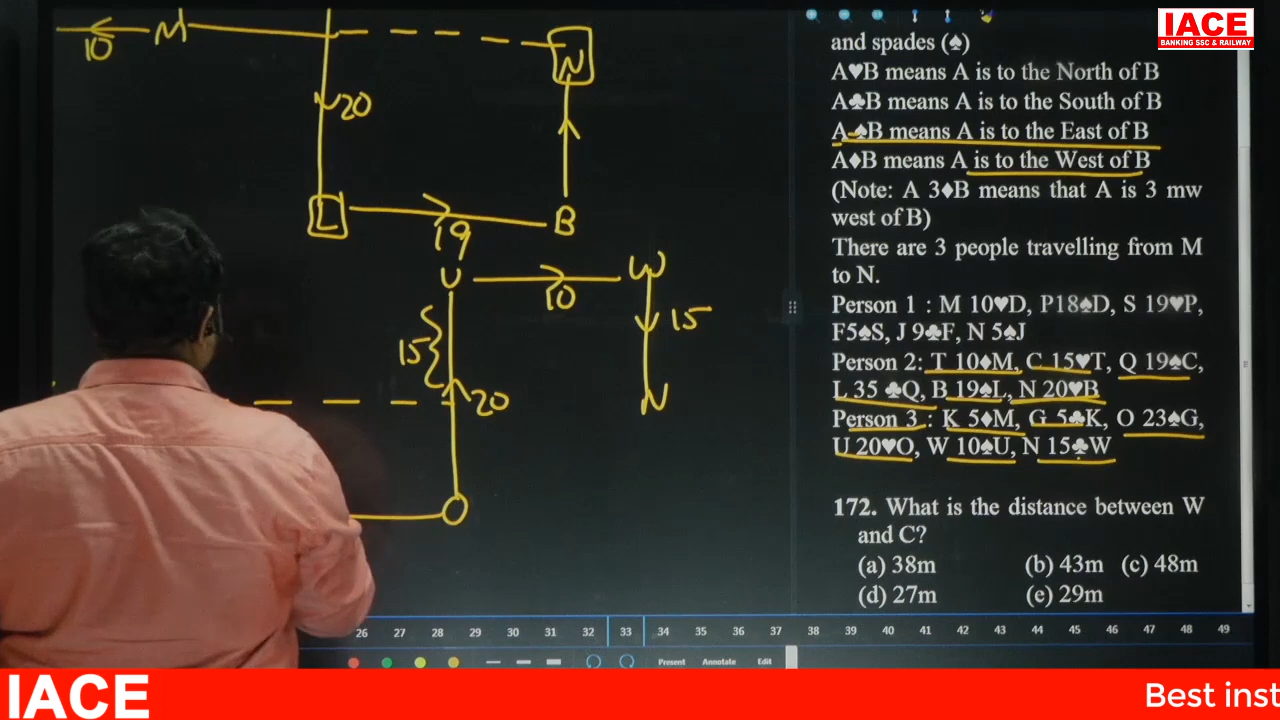 IACE
BANKING SSC & RAILWAY
and spades (♠)
A♥B means A is to the North of B
A♣B means A is to the South of B
A ♠B means A is to the East of B
A♦B means A is to the West of B
(Note: A 3♦B means that A is 3 mw
west of B)
There are 3 people travelling from M
to N.
Person 1 : M 10♥D, P18♠D, S 19♥P,
F5♠S, J 9♣F, N 5♠J
Person 2: T 10♦M, C 15♥T, Q 19♠C,
L 35 ♣Q, B 19♠L, N 20♥B
Person 3 : K 5♦M, G 5♣K, O 23♠G,
U 20♥O, W 10♠U, N 15♣W
172. What is the distance between W
and C?
(a) 38m (b) 43m (c) 48m
(d) 27m (e) 29m
10 M
N
20
L B
19
U W
10
15 15
20 N
O
26 27 28 29 30 31 32 33 34 35 36 37 38 39 40 41 42 43 44 45 46 47 48 49
Present Annotate Edit
IACE Best inst